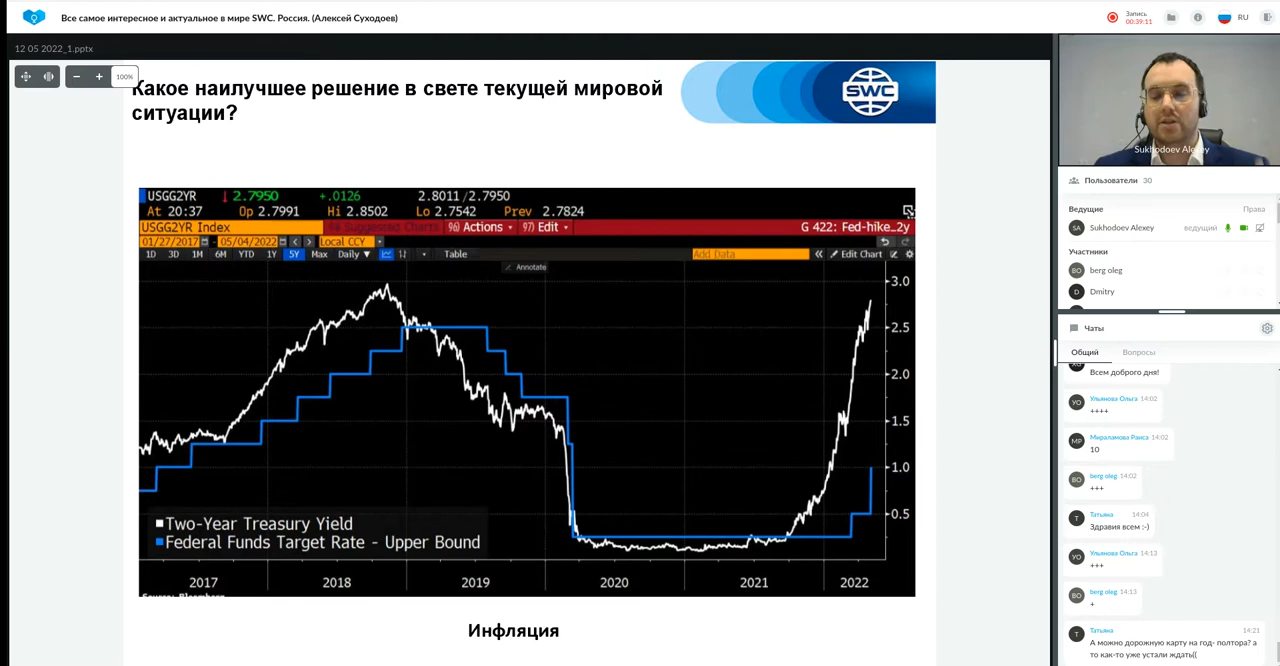 Все самое интересное и актуальное в мире SWC. Россия. (Алексей Суходоев)
Запись
00:39:11
RU
12 05 2022_1.pptx
100%
Какое наилучшее решение в свете текущей мировой
ситуации?
SWC
USGG2YR 2.7950 +.0126 2.8011/2.7950
At 20:37 Op 2.7991 Hi 2.8502 Lo 2.7542 Prev 2.7824
USGG2YR Index 96) Actions 97) Edit G 422: Fed-hike_2y
01/27/2017 - 05/04/2022 Local CCY
1D 3D 1M 6M YTD 1Y 5Y Max Daily Table Add Data Edit Chart
Annotate
3.0
2.5
2.0
1.5
1.0
0.5
Two-Year Treasury Yield
Federal Funds Target Rate - Upper Bound
2017 2018 2019 2020 2021 2022
Инфляция
Sukhodoev Alexey
Пользователи 30
Ведущие Права
SA Sukhodoev Alexey ведущий
Участники
BO berg oleg
D Dmitry
Чаты
Общий Вопросы
Всем доброго дня!
УО Ульянова Ольга 14:02
++++
МР Мирапанова Раиса 14:02
10
BO berg oleg 14:02
+++
Т Татьяна 14:04
Здравия всем :-)
УО Ульянова Ольга 14:13
+++
BO berg oleg 14:13
+
Т Татьяна 14:21
А можно дорожную карту на год- полтора? а
то как-то уже устали ждать((